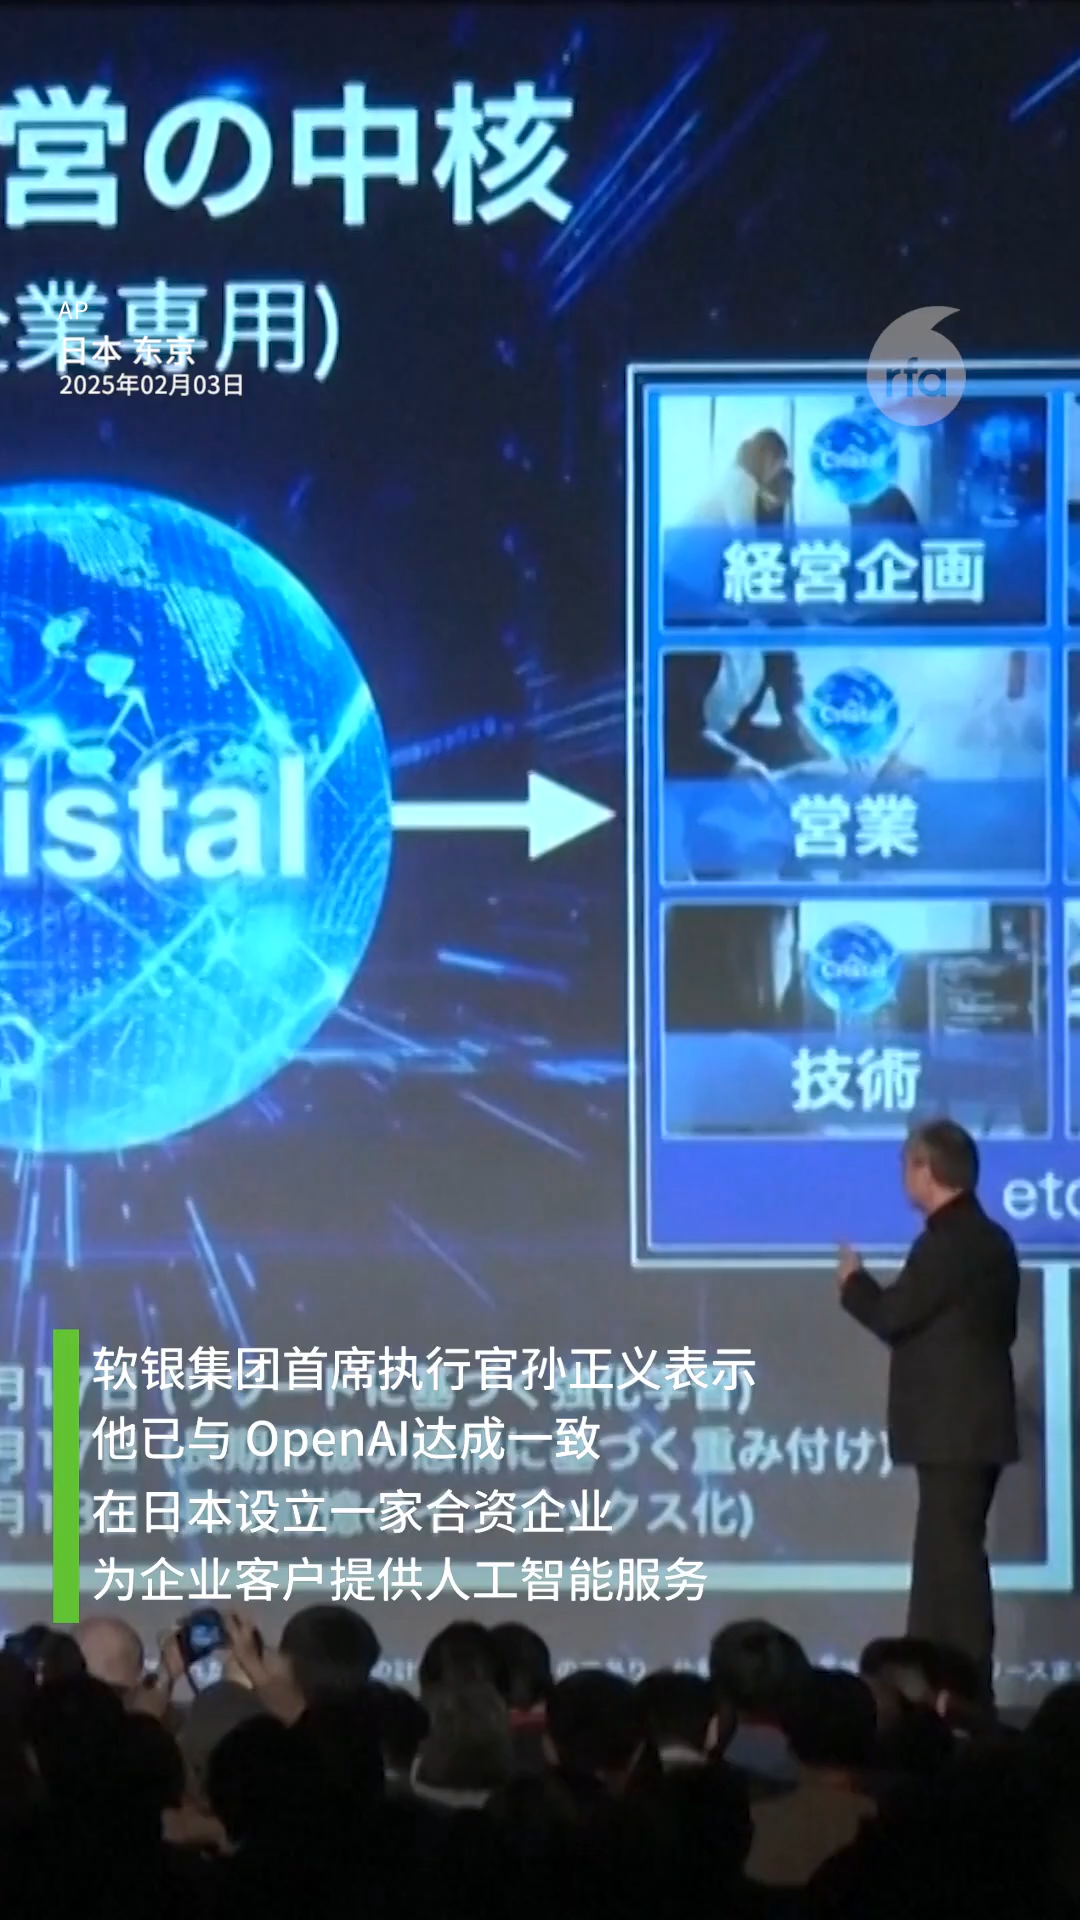 営の中核
企業専用)
AP
日本 东京
2025年02月03日
rfa
Cristal
経営企画
istal
Cristal
営業
Cristal
技術
etc
软银集团首席执行官孙正义表示
他已与 OpenAI达成一致
在日本设立一家合资企业
为企业客户提供人工智能服务